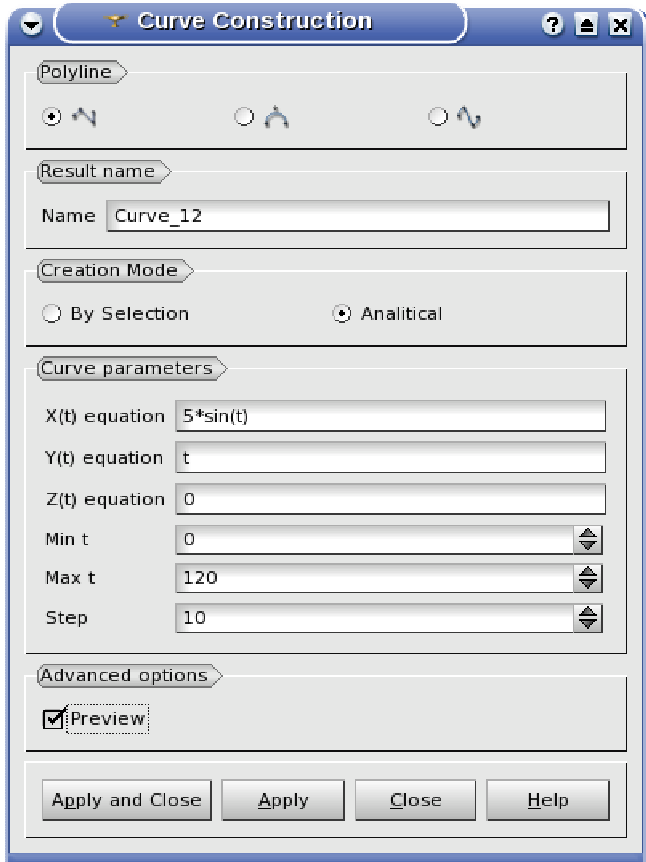 Curve Construction
Polyline
Result name
Name Curve_12
Creation Mode
By Selection Analitical
Curve parameters
X(t) equation 5*sin(t)
Y(t) equation t
Z(t) equation 0
Min t 0
Max t 120
Step 10
Advanced options
Preview
Apply and Close Apply Close Help